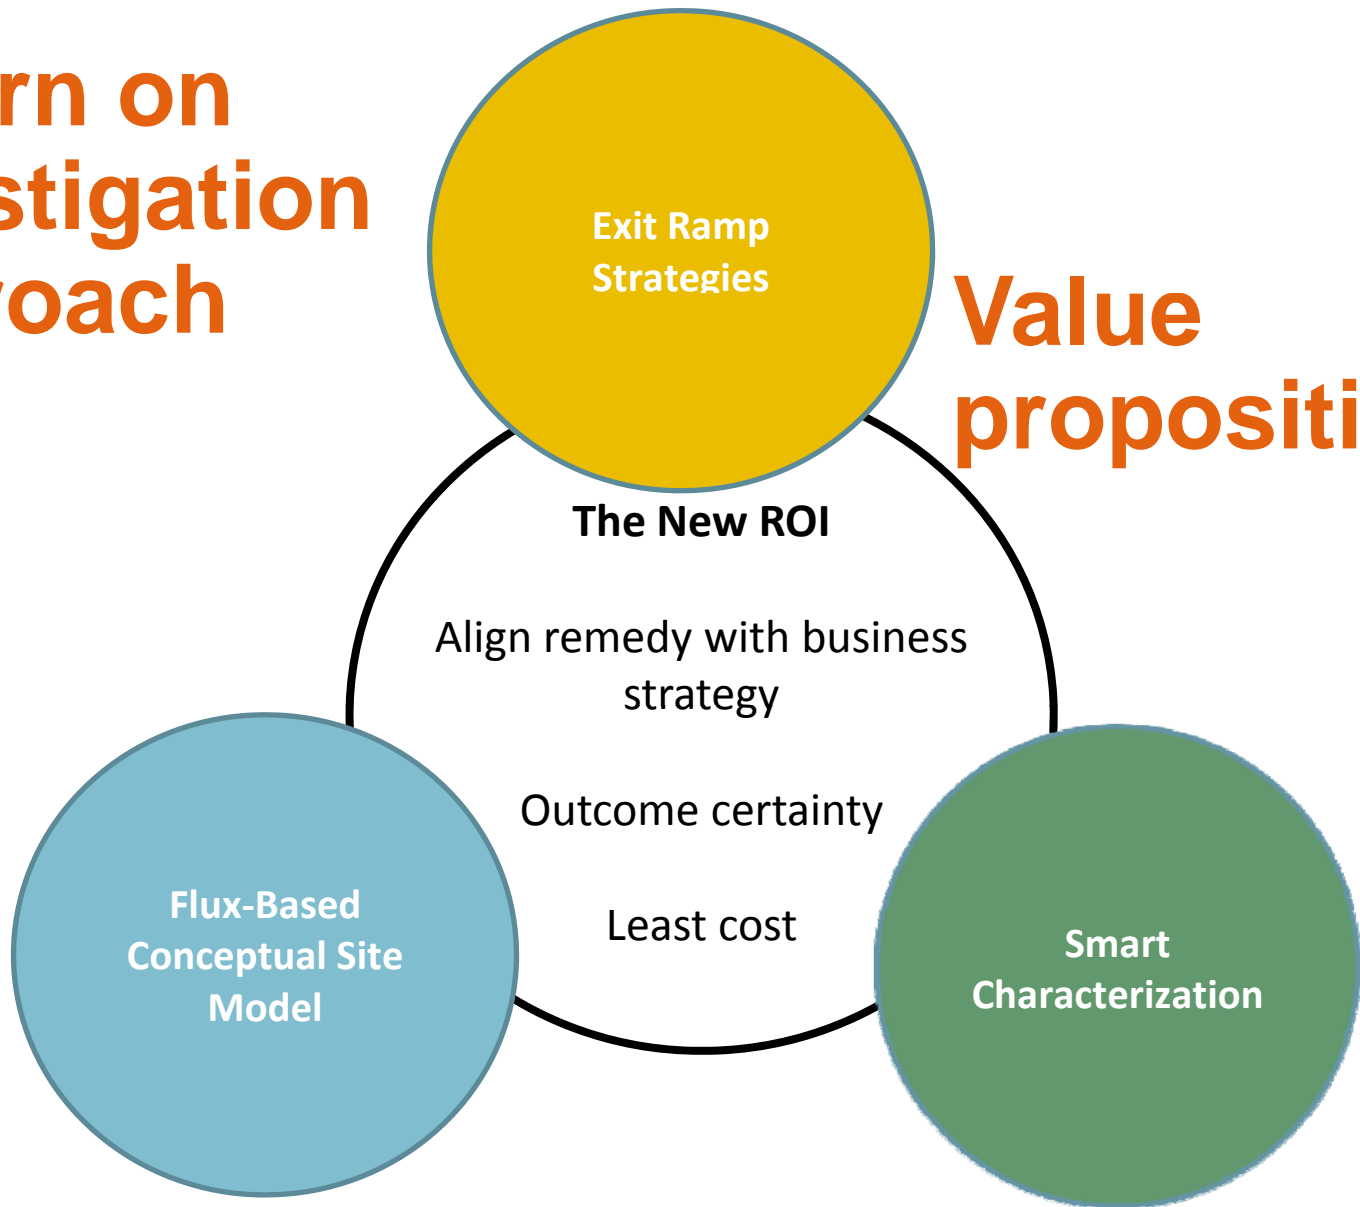 rn on
stigation
roach
Exit Ramp
Strategies
Value
propositi
The New ROI
Align remedy with business
strategy
Outcome certainty
Least cost
Flux-Based
Conceptual Site
Model
Smart
Characterization